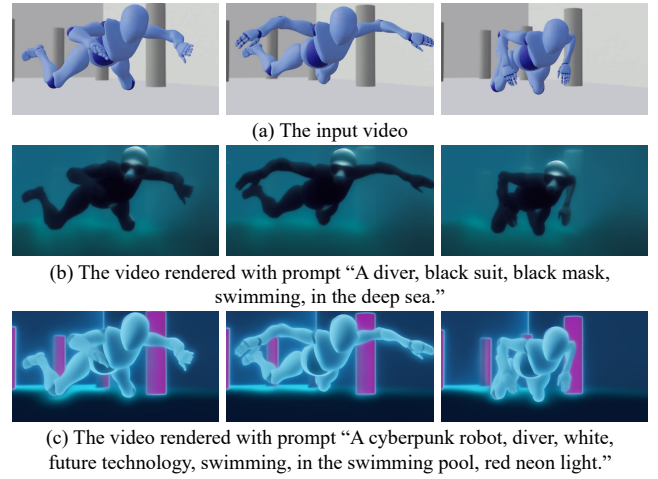 (a) The input video
(b) The video rendered with prompt “A diver, black suit, black mask,
swimming, in the deep sea.”
(c) The video rendered with prompt “A cyberpunk robot, diver, white,
future technology, swimming, in the swimming pool, red neon light.”